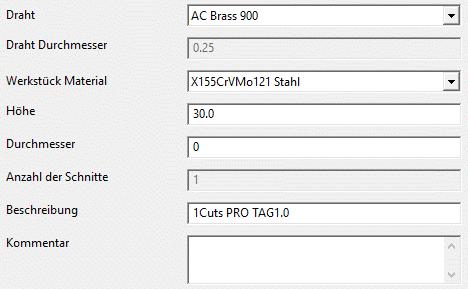 Draht AC Brass 900
Draht Durchmesser 0.25
Werkstück Material X155CrVMo121 Stahl
Höhe 30.0
Durchmesser 0
Anzahl der Schnitte 1
Beschreibung 1Cuts PRO TAG1.0
Kommentar